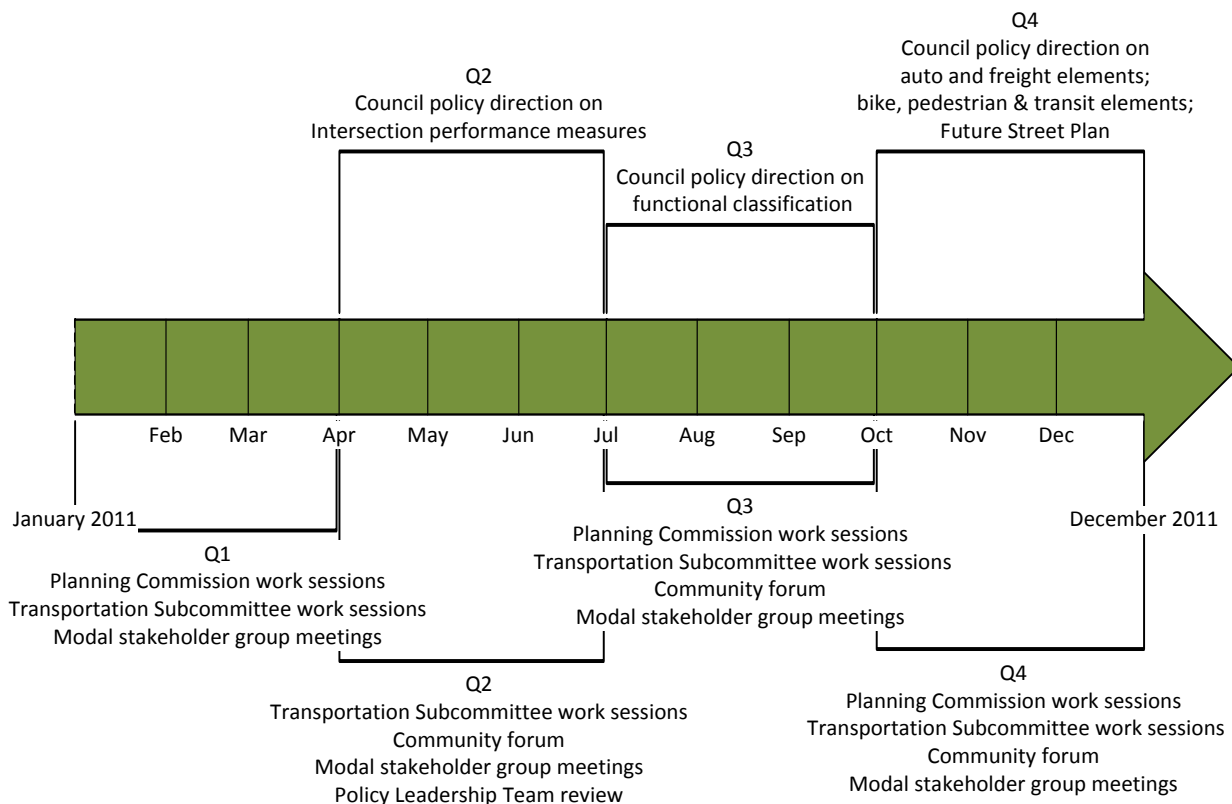 Q4
Council policy direction on
auto and freight elements;
bike, pedestrian & transit elements;
Future Street Plan
Q2
Council policy direction on
Intersection performance measures
Q3
Council policy direction on
functional classification
Feb Mar Apr May Jun Jul Aug Sep Oct Nov Dec
January 2011
December 2011
Q1
Planning Commission work sessions
Transportation Subcommittee work sessions
Modal stakeholder group meetings
Q3
Planning Commission work sessions
Transportation Subcommittee work sessions
Community forum
Modal stakeholder group meetings
Q2
Transportation Subcommittee work sessions
Community forum
Modal stakeholder group meetings
Policy Leadership Team review
Q4
Planning Commission work sessions
Transportation Subcommittee work sessions
Community forum
Modal stakeholder group meetings